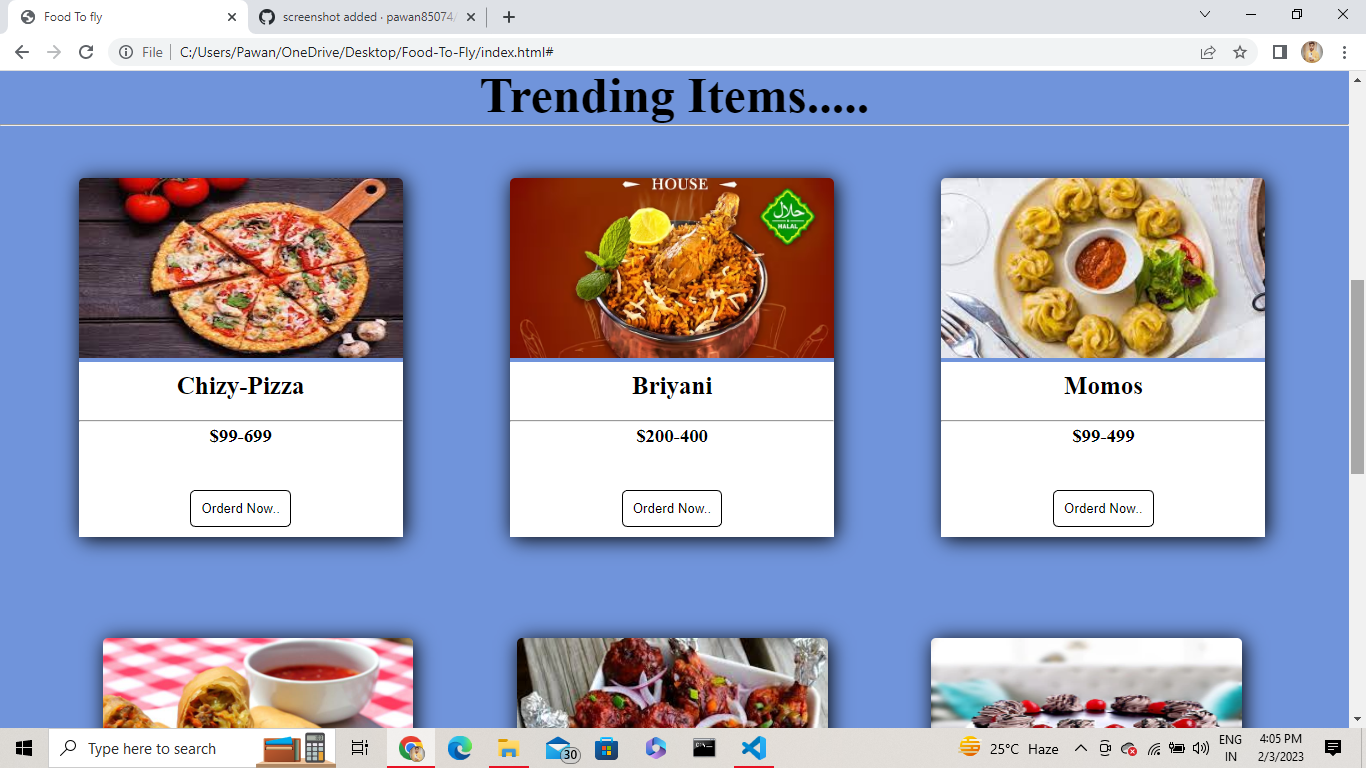 Food To fly
screenshot added · pawan85074
File
C:/Users/Pawan/OneDrive/Desktop/Food-To-Fly/index.html#
Trending Items.....
HOUSE
حلال
HALAL
Chizy-Pizza
Briyani
Momos
$99-699
$200-400
$99-499
Orderd Now..
Orderd Now..
Orderd Now..
Type here to search
30
25°C Haze
ENG
IN
4:05 PM
2/3/2023